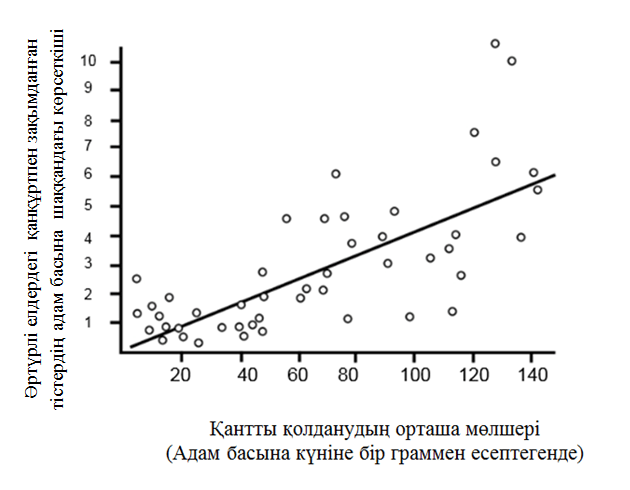 Әртүрлі елдердегі қанқұртпен зақымданған
тістердің адам басына шаққандағы көрсеткіші
10
9
8
7
6
5
4
3
2
1
20 40 60 80 100 120 140
Қантты қолданудың орташа мөлшері
(Адам басына күніне бір граммен есептегенде)